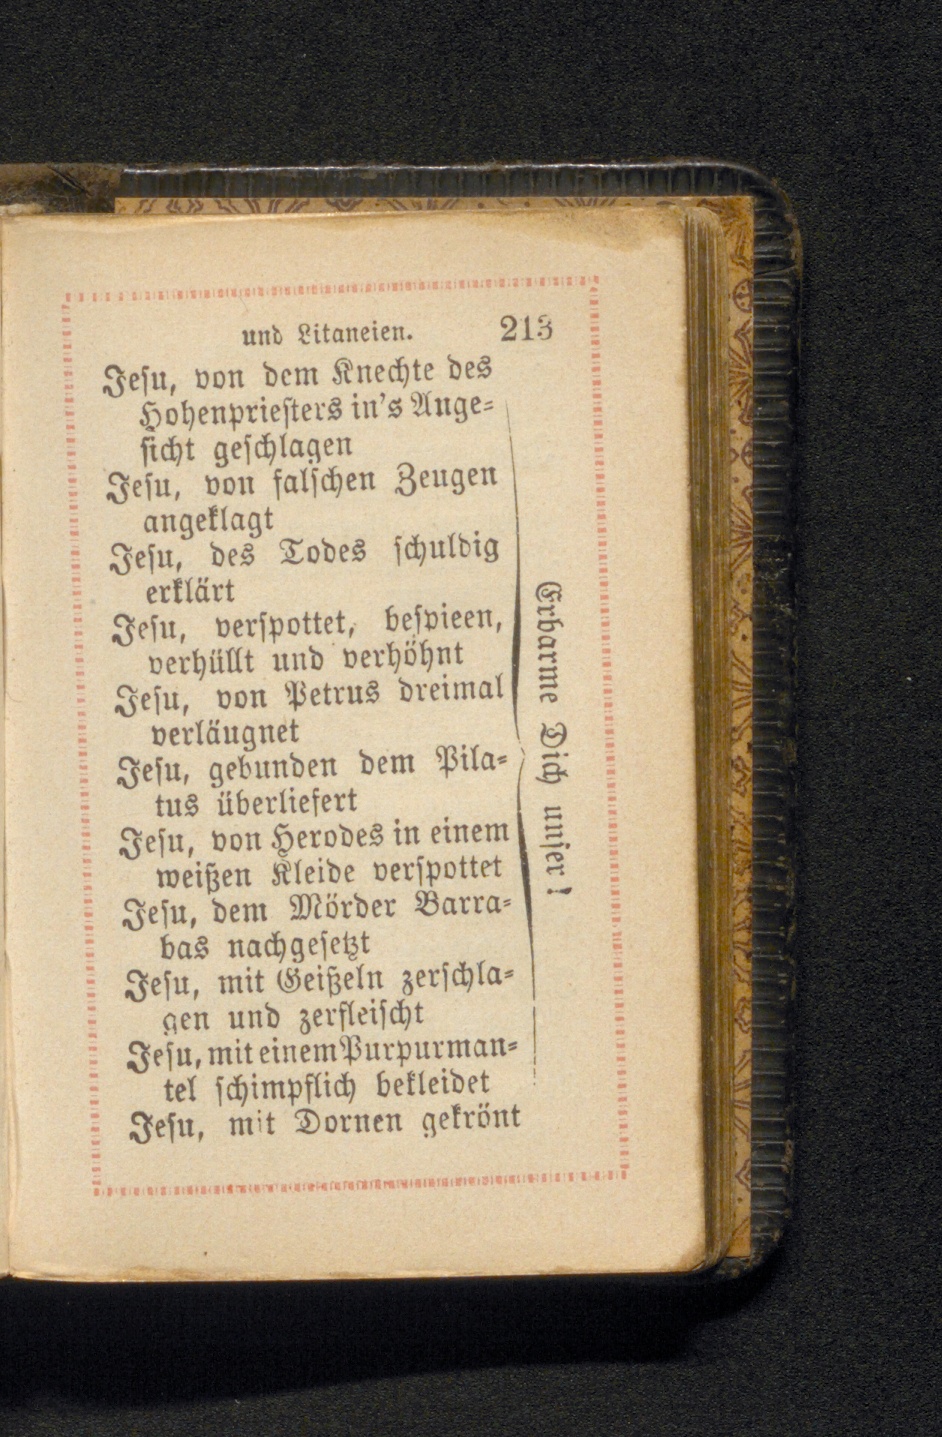 und Litaneien. 213
Jesu, von dem Knechte des
Hohenpriesters in's Ange-
sicht geschlagen
Jesu, von falschen Zeugen
angeklagt
Jesu, des Todes schuldig
erklärt
Jesu, verspottet, bespieen,
verhüllt und verhöhnt
Jesu, von Petrus dreimal
verläugnet
Jesu, gebunden dem Pila-
tus überliefert
Jesu, von Herodes in einem
weißen Kleide verspottet
Jesu, dem Mörder Barra-
bas nachgesetzt
Jesu, mit Geißeln zerschla-
gen und zerfleischt
Jesu, mit einem Purpurman-
tel schimpflich bekleidet
Jesu, mit Dornen gekrönt
Erbarme Dich unser!